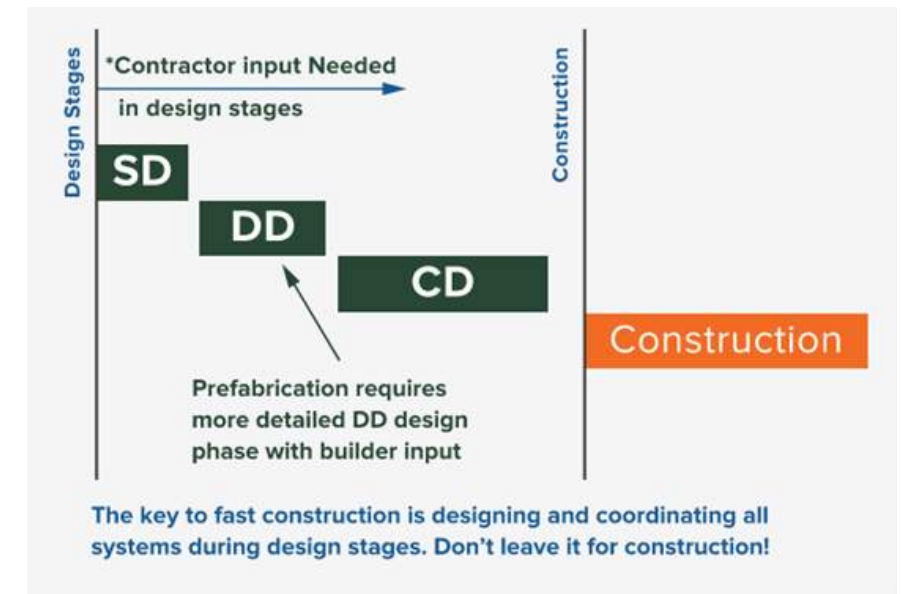 Design Stages
*Contractor input Needed
in design stages
Construction
SD
DD
CD
Construction
Prefabrication requires
more detailed DD design
phase with builder input
The key to fast construction is designing and coordinating all
systems during design stages. Don’t leave it for construction!